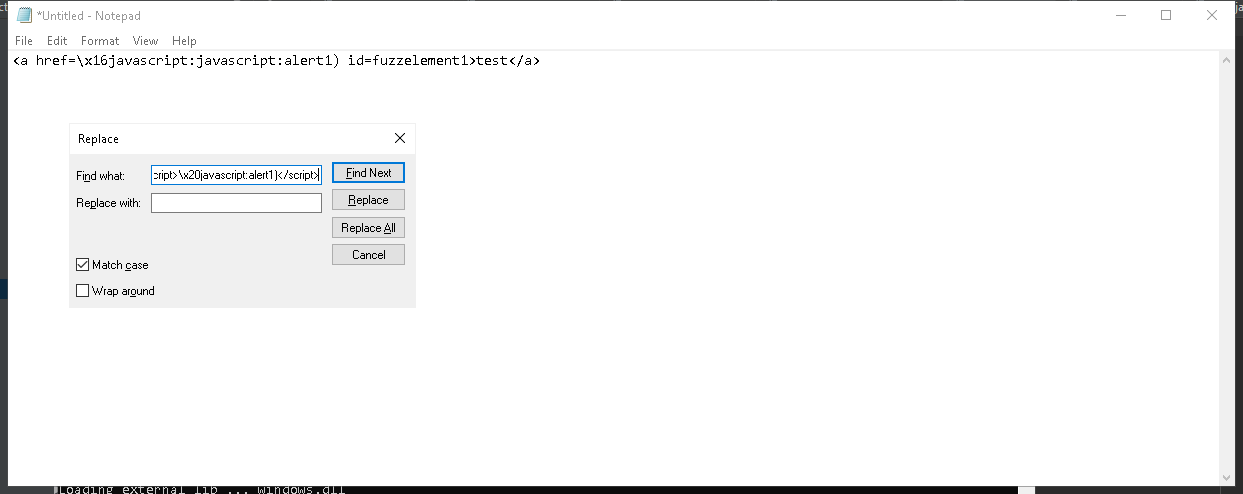 *Untitled - Notepad
File Edit Format View Help
<a href=\x16javascript:javascript:alert1) id=fuzzelement1>test</a>
Replace
Find what: cript>\x20javascript:alert1)</script> Find Next
Replace with: Replace
Replace All
Cancel
Match case
Wrap around
Loading external lib ... windows.dll